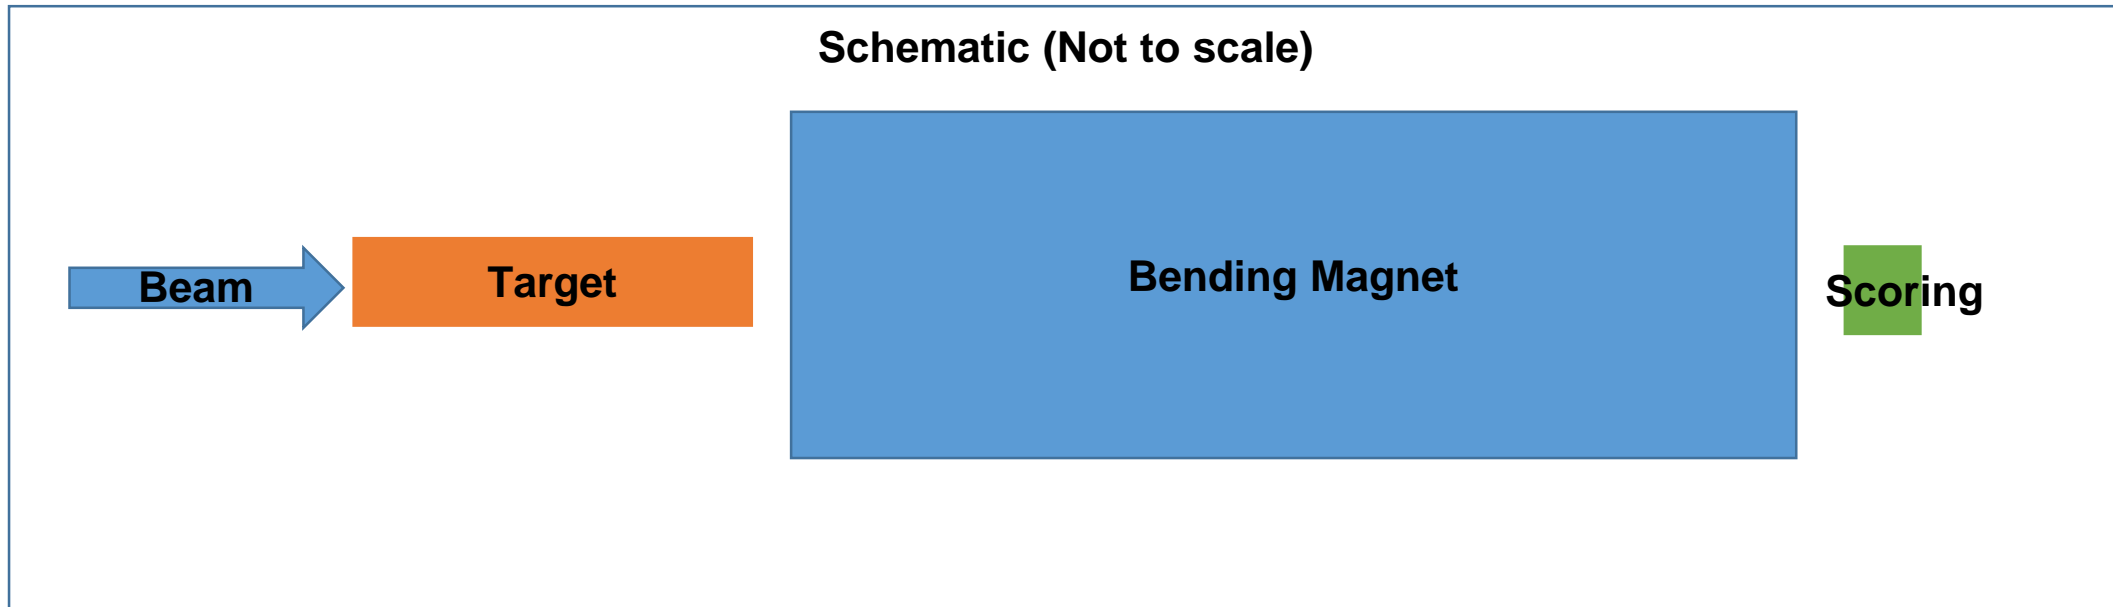 Schematic (Not to scale)
Beam
Target
Bending Magnet
Scoring